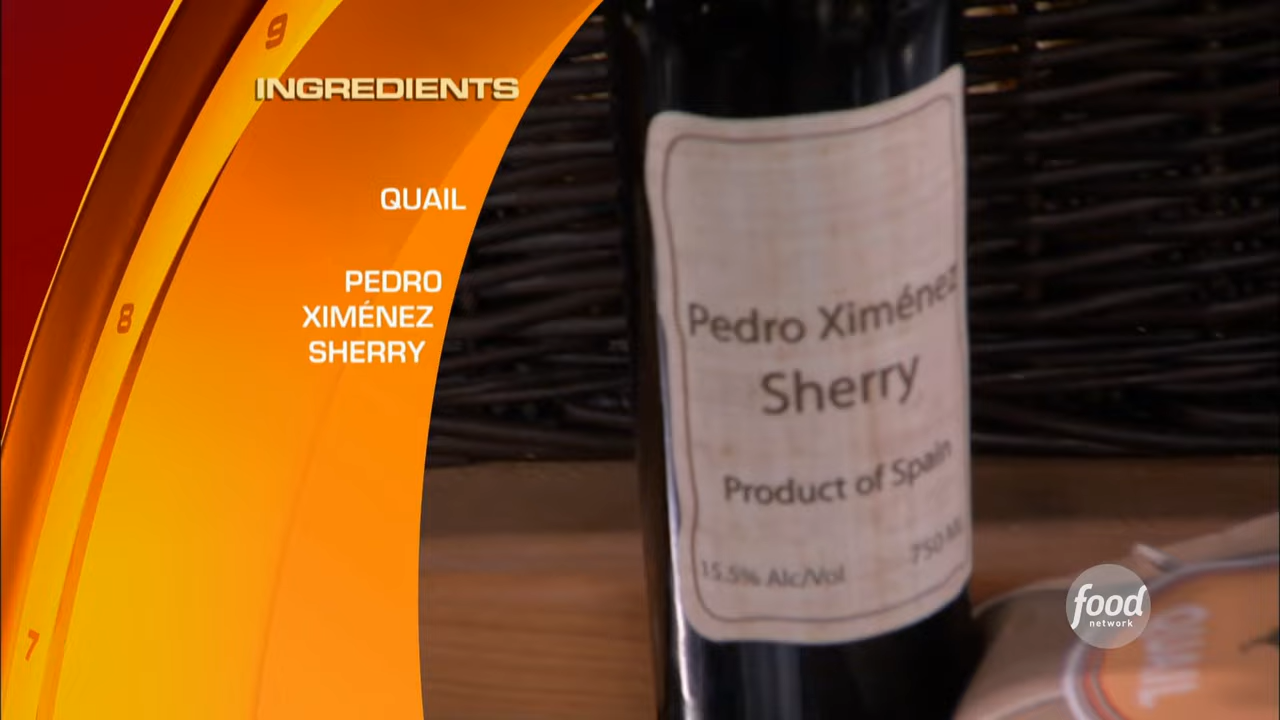 9
INGREDIENTS
QUAIL
PEDRO
XIMÉNEZ
SHERRY
8
7
Pedro Ximénez
Sherry
Product of Spain
15.5% Alc/Vol
750 ML
food
network
QUAIL